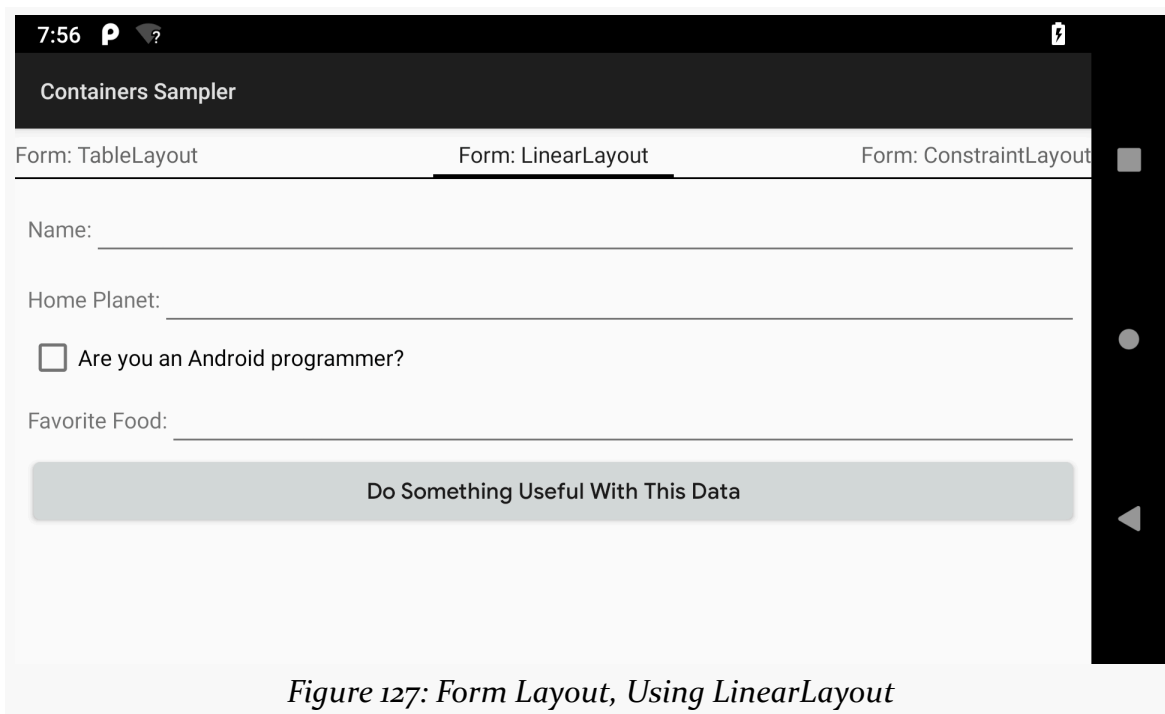 7:56
Containers Sampler
Form: TableLayout Form: LinearLayout Form: ConstraintLayout
Name:
Home Planet:
Are you an Android programmer?
Favorite Food:
Do Something Useful With This Data
Figure 127: Form Layout, Using LinearLayout